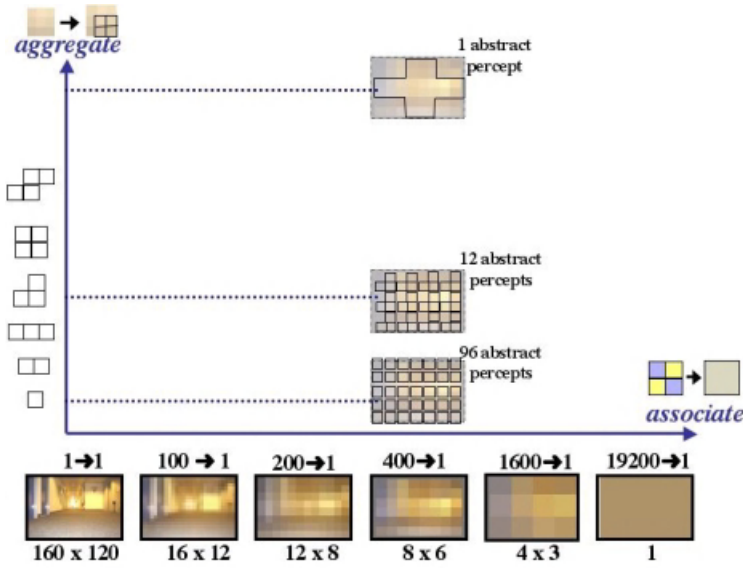 aggregate
1 abstract
percept
12 abstract
percepts
96 abstract
percepts
associate
1→1
100→1
200→1
400→1
1600→1
19200→1
160 x 120
16 x 12
12 x 8
8 x 6
4 x 3
1